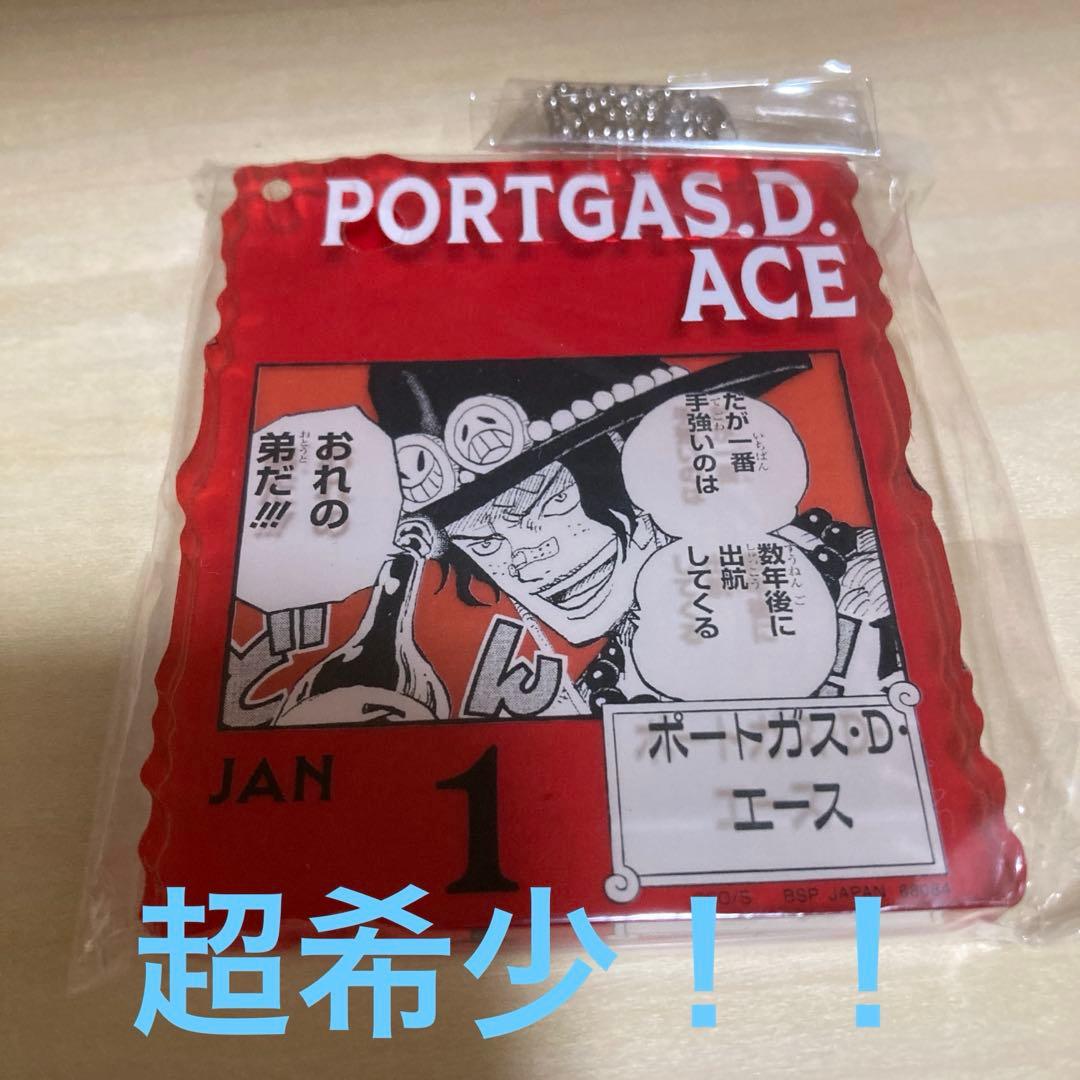 PORTGAS.D.
ACE
だが一番
手強いのは
数年後に
出航
してくる
おれの
弟だ!!!
どん
JAN
1
ポートガス・D・
エース
BSP JAPAN 68084
超希少！！